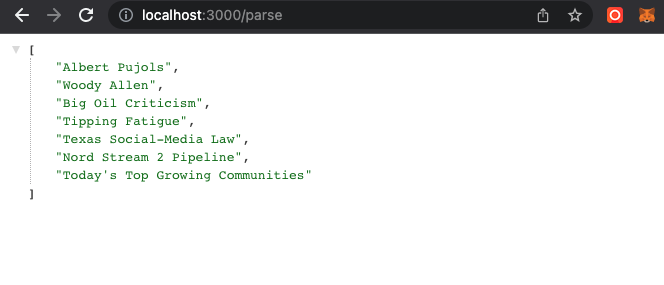 localhost:3000/parse
[
"Albert Pujols",
"Woody Allen",
"Big Oil Criticism",
"Tipping Fatigue",
"Texas Social-Media Law",
"Nord Stream 2 Pipeline",
"Today's Top Growing Communities"
]